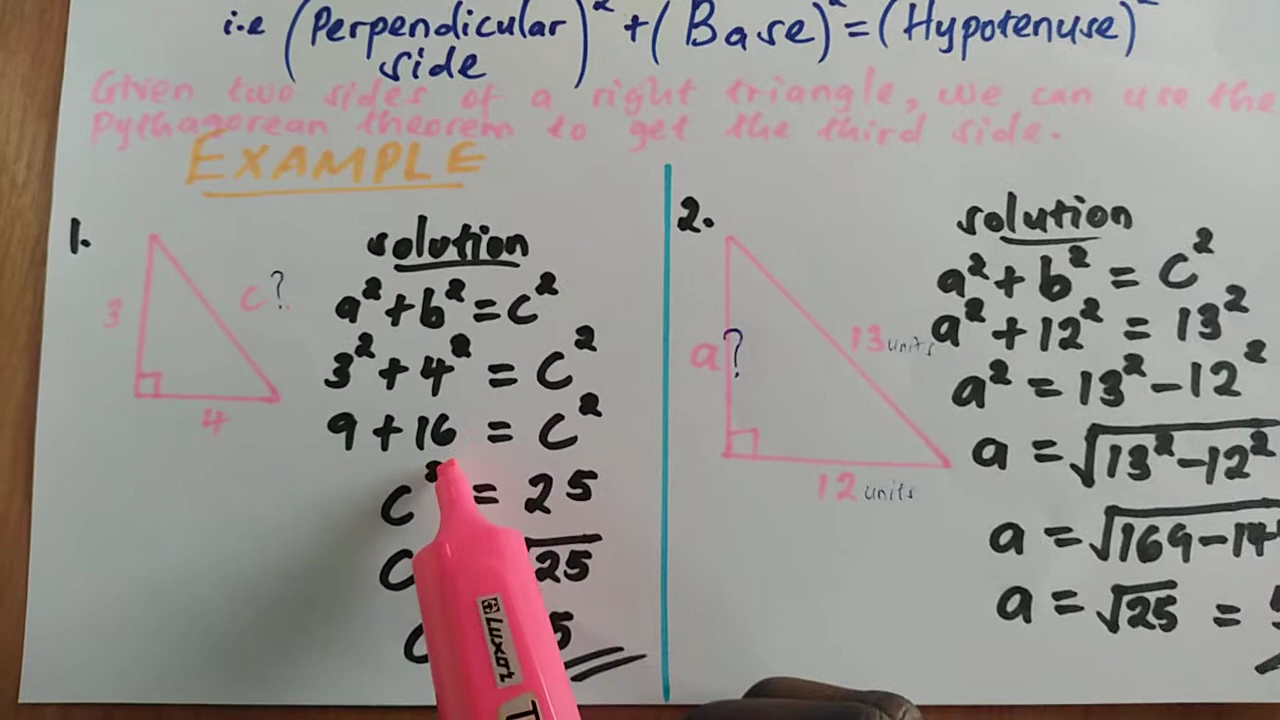 i.e (Perpendicular side)² + (Base)² = (Hypotenuse)²
Given two sides of a right triangle, we can use the
Pythagorean theorem to get the third side.
EXAMPLE
1.
3
c?
4
solution
a² + b² = c²
3² + 4² = c²
9 + 16 = c²
c² = 25
c √25
c 5
LUXOR
2.
a?
13 units
12 units
solution
a² + b² = c²
a² + 12² = 13²
a² = 13² - 12²
a = √13² - 12²
a = √169 - 14
a = √25 = 5